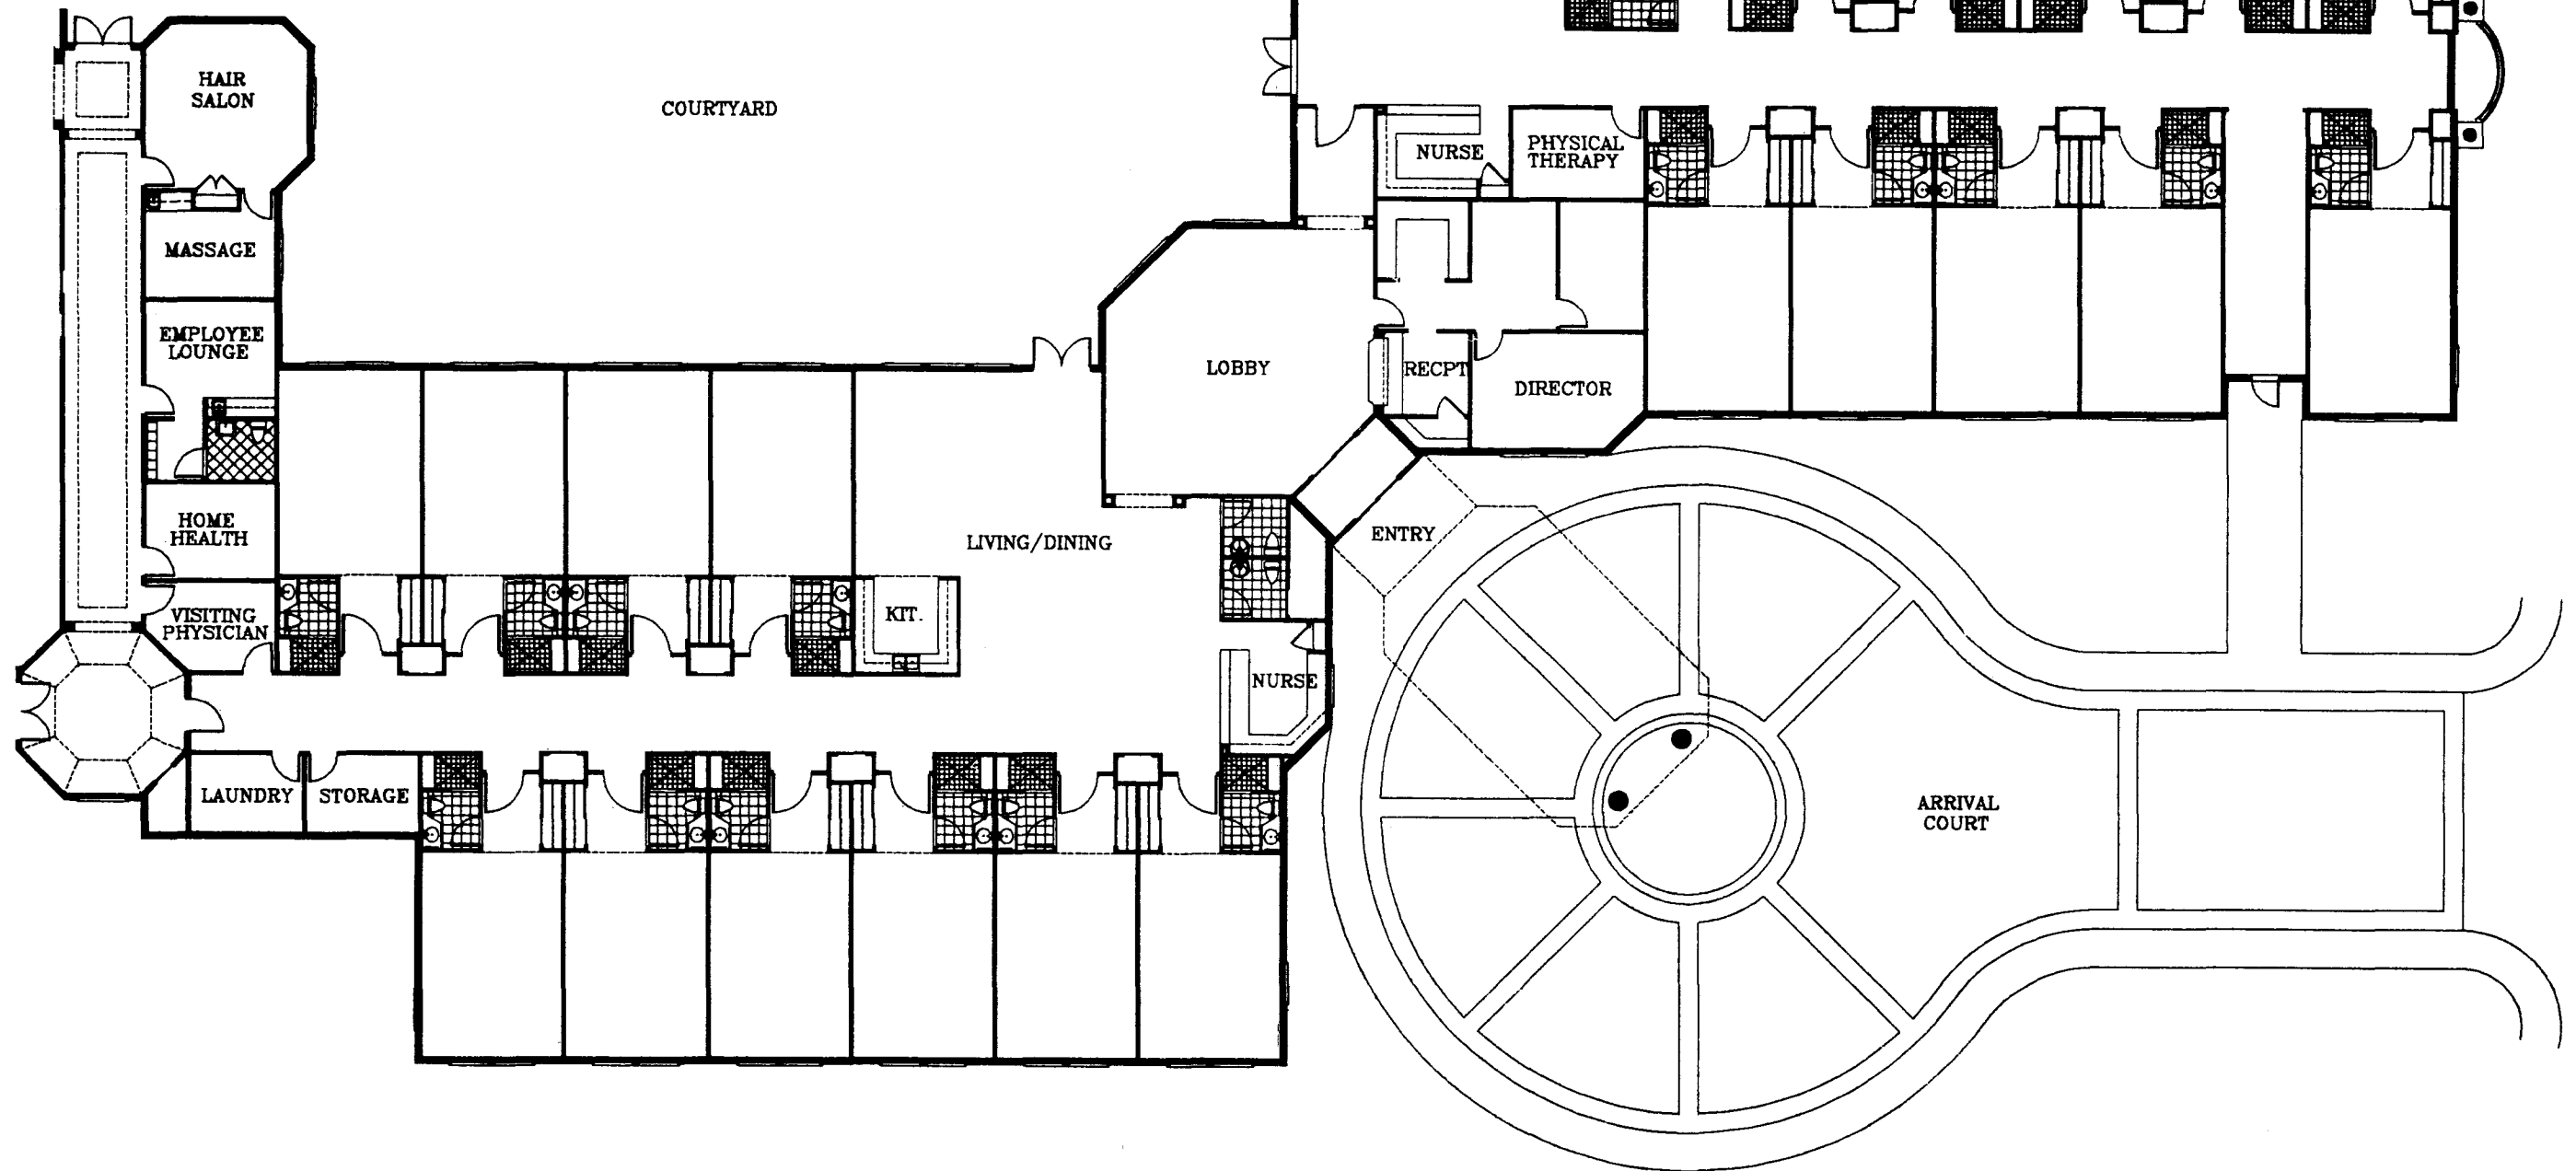 HAIR
SALON
COURTYARD
NURSE
PHYSICAL
THERAPY
MASSAGE
EMPLOYEE
LOUNGE
LOBBY
RECPT
DIRECTOR
HOME
HEALTH
LIVING/DINING
ENTRY
VISITING
PHYSICIAN
KIT.
NURSE
LAUNDRY
STORAGE
ARRIVAL
COURT